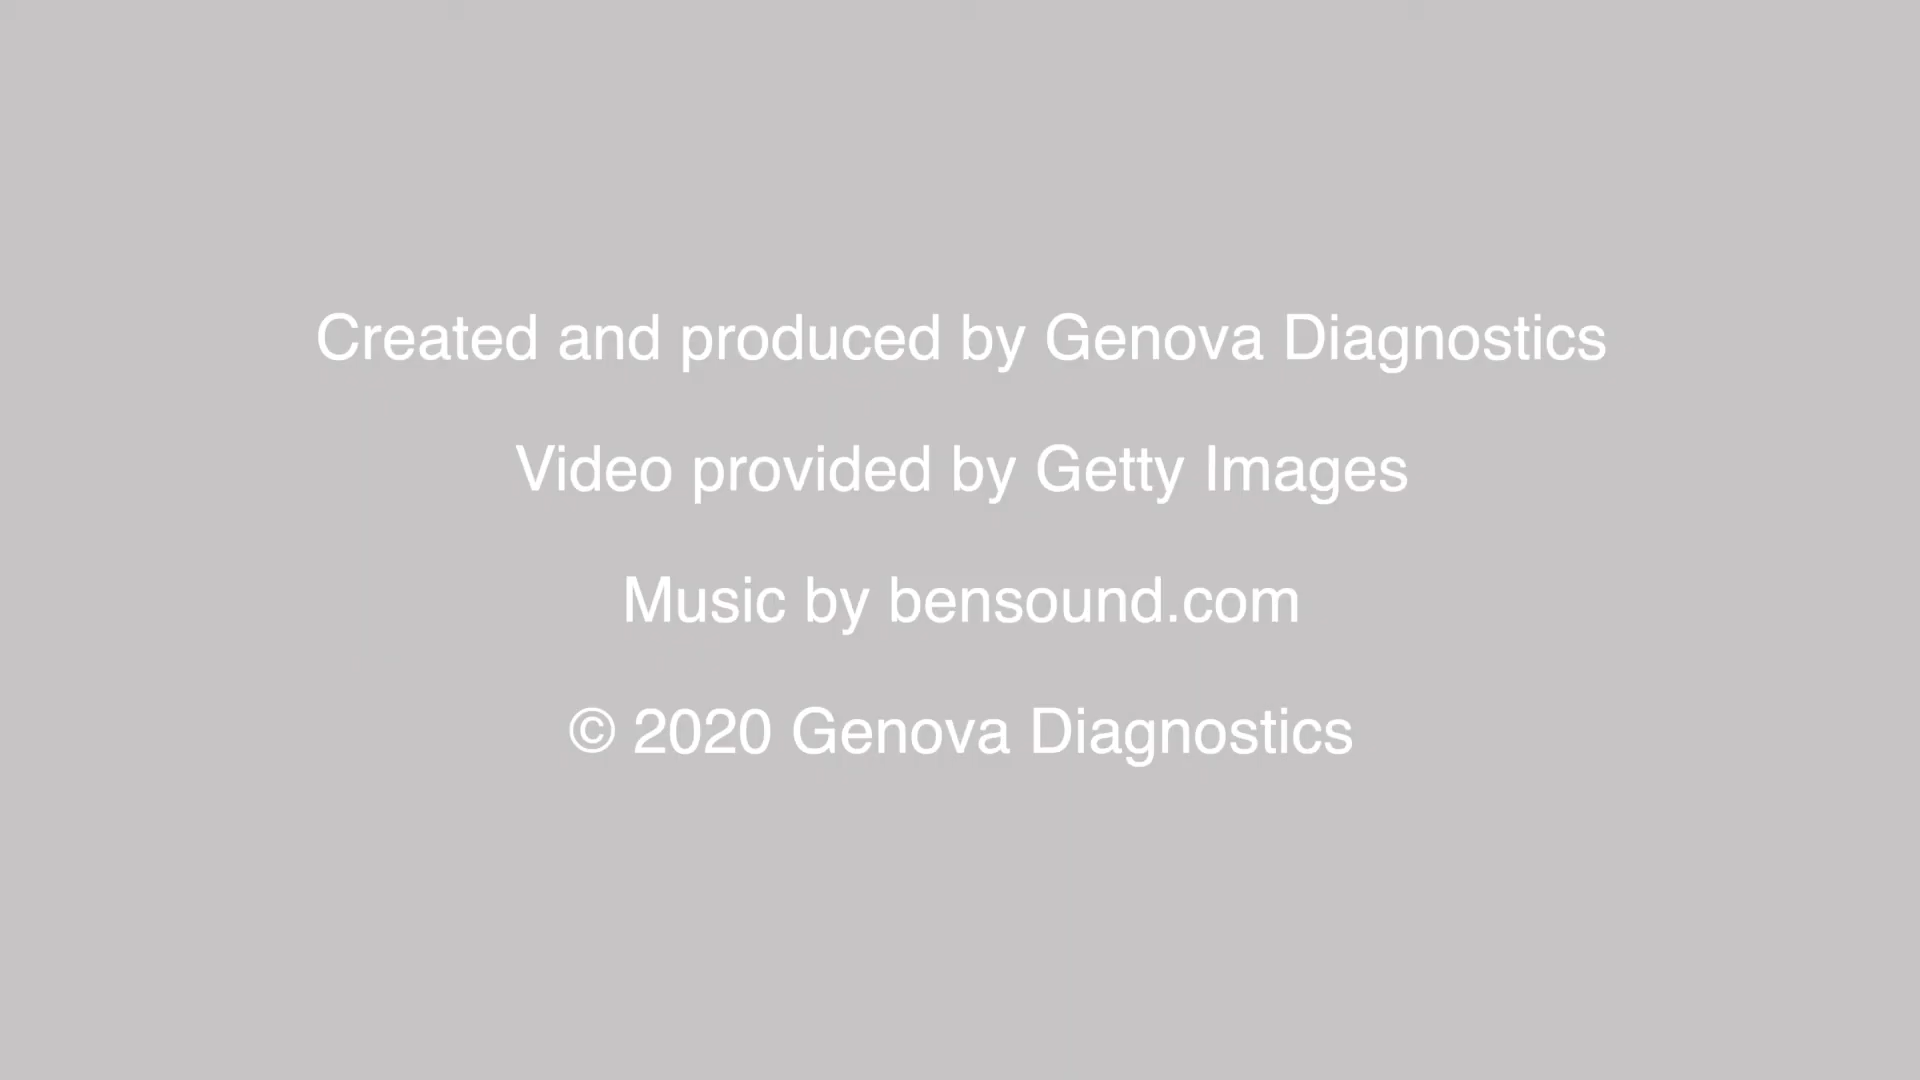 Created and produced by Genova Diagnostics
Video provided by Getty Images
Music by bensound.com
© 2020 Genova Diagnostics